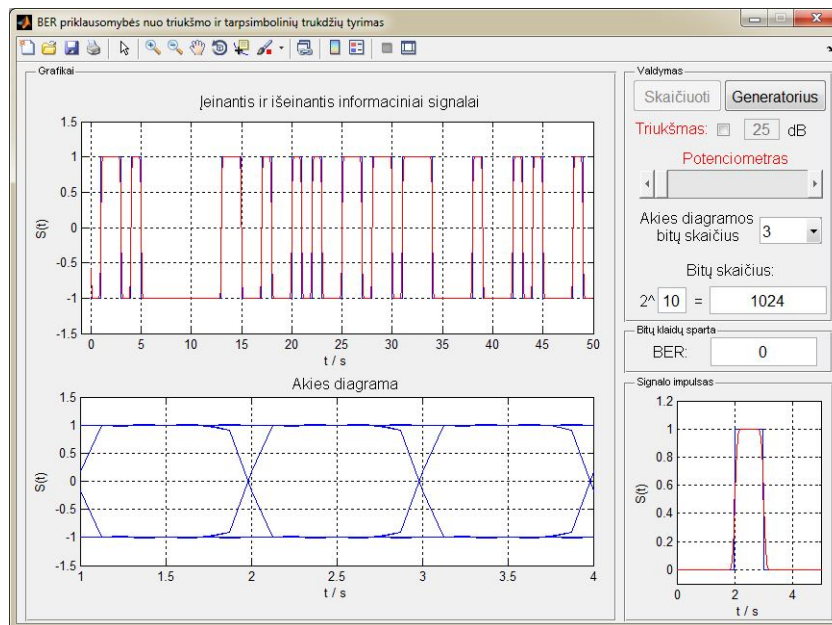 BER priklausomybės nuo triukšmo ir tarpsimbolinių trukdžių tyrimas
Grafikai
Įeinantis ir išeinantis informaciniai signalai
1.5
1
0.5
0
-0.5
-1
-1.5
S(t)
0 5 10 15 20 25 30 35 40 45 50
t / s
Akies diagrama
1.5
1
0.5
0
-0.5
-1
-1.5
S(t)
1 1.5 2 2.5 3 3.5 4
t / s
Valdymas
Skaičiuoti Generatorius
Triukšmas: 25 dB
Potenciometras
Akies diagramos
bitų skaičius 3
Bitų skaičius:
2^ 10 = 1024
Bitų klaidų sparta
BER: 0
Signalo impulsas
1.2
1
0.8
0.6
0.4
0.2
0
S(t)
0 2 4
t / s